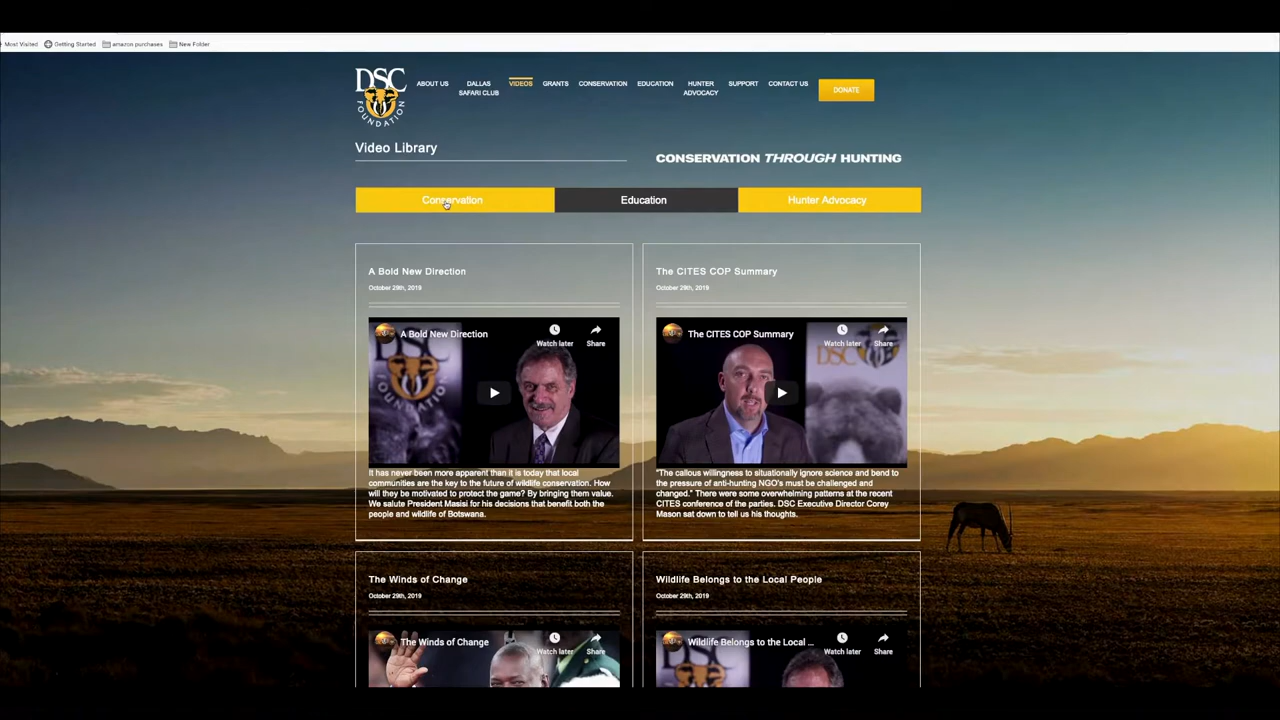 Most Visited Getting Started amazon purchases New Folder
DSC
FOUNDATION
ABOUT US
DALLAS
SAFARI CLUB
VIDEOS
GRANTS
CONSERVATION
EDUCATION
HUNTER
ADVOCACY
SUPPORT
CONTACT US
DONATE
Video Library
CONSERVATION THROUGH HUNTING
Conservation
Education
Hunter Advocacy
A Bold New Direction
October 29th, 2019
A Bold New Direction
Watch later
Share
It has never been more apparent than it is today that local
communities are the key to the future of wildlife conservation. How
will they be motivated to protect the game? By bringing them value.
We salute President Masisi for his decisions that benefit both the
people and wildlife of Botswana.
The CITES COP Summary
October 29th, 2019
The CITES COP Summary
Watch later
Share
DSC
"The callous willingness to situationally ignore science and bend to
the pressure of anti-hunting NGO's must be challenged and
changed." There were some overwhelming patterns at the recent
CITES conference of the parties. DSC Executive Director Corey
Mason sat down to tell us his thoughts.
The Winds of Change
October 29th, 2019
The Winds of Change
Watch later
Share
Wildlife Belongs to the Local People
October 29th, 2019
Wildlife Belongs to the Local ...
Watch later
Share